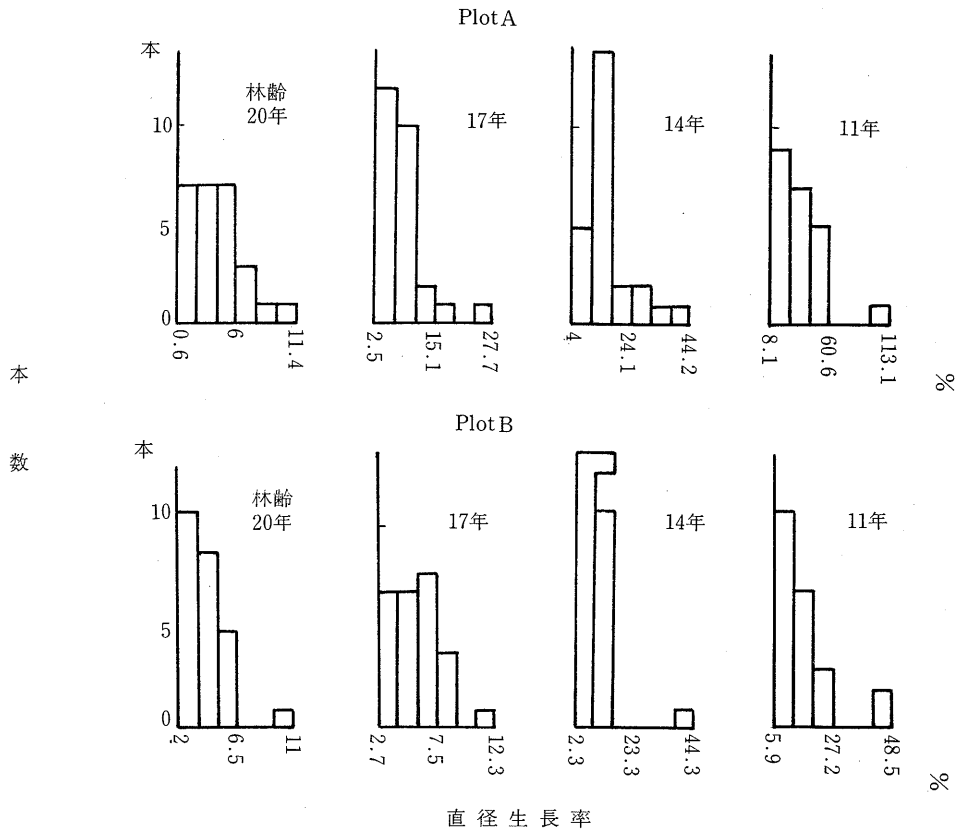 PlotA
本
林齢
20年
17年
14年
11年
10
5
0
0.6 6 11.4
2.5 15.1 27.7
4 24.1 44.2
8.1 60.6 113.1
%
本
数
PlotB
本
林齢
20年
17年
14年
11年
10
5
0
2 6.5 11
2.7 7.5 12.3
2.3 23.3 44.3
5.9 27.2 48.5
%
直径生長率